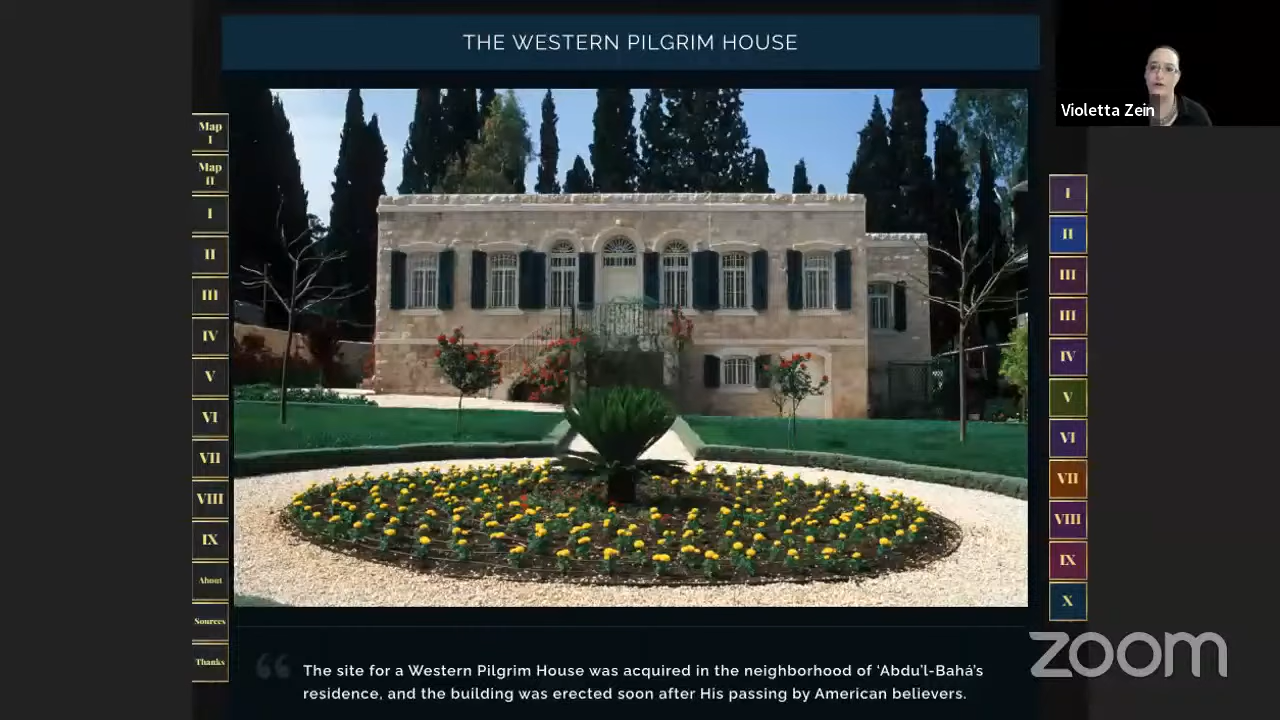 THE WESTERN PILGRIM HOUSE
Violetta Zein
Map
I
Map
II
I
II
III
IV
V
VI
VII
VIII
IX
About
Sources
Thanks
I
II
III
III
IV
V
VI
VII
VIII
IX
X
zoom
“ The site for a Western Pilgrim House was acquired in the neighborhood of ‘Abdu’l-Bahá’s
residence, and the building was erected soon after His passing by American believers.